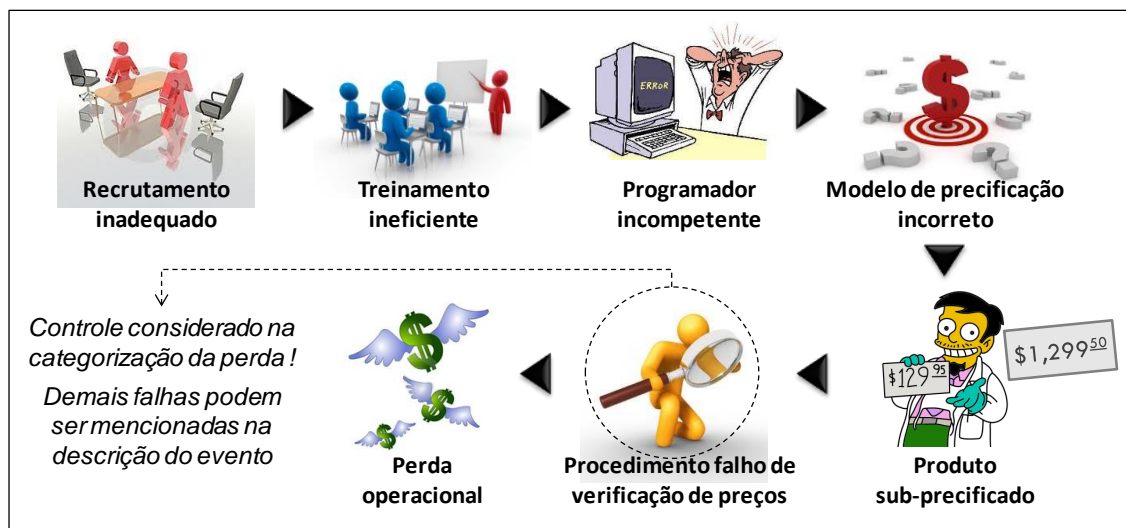 ERROR
Recrutamento
inadequado
Treinamento
ineficiente
Programador
incompetente
Modelo de precificação
incorreto
Controle considerado na
categorização da perda !
Demais falhas podem
ser mencionadas na
descrição do evento
Perda
operacional
Procedimento falho de
verificação de preços
$129 95
$1,299 50
Produto
sub-precificado